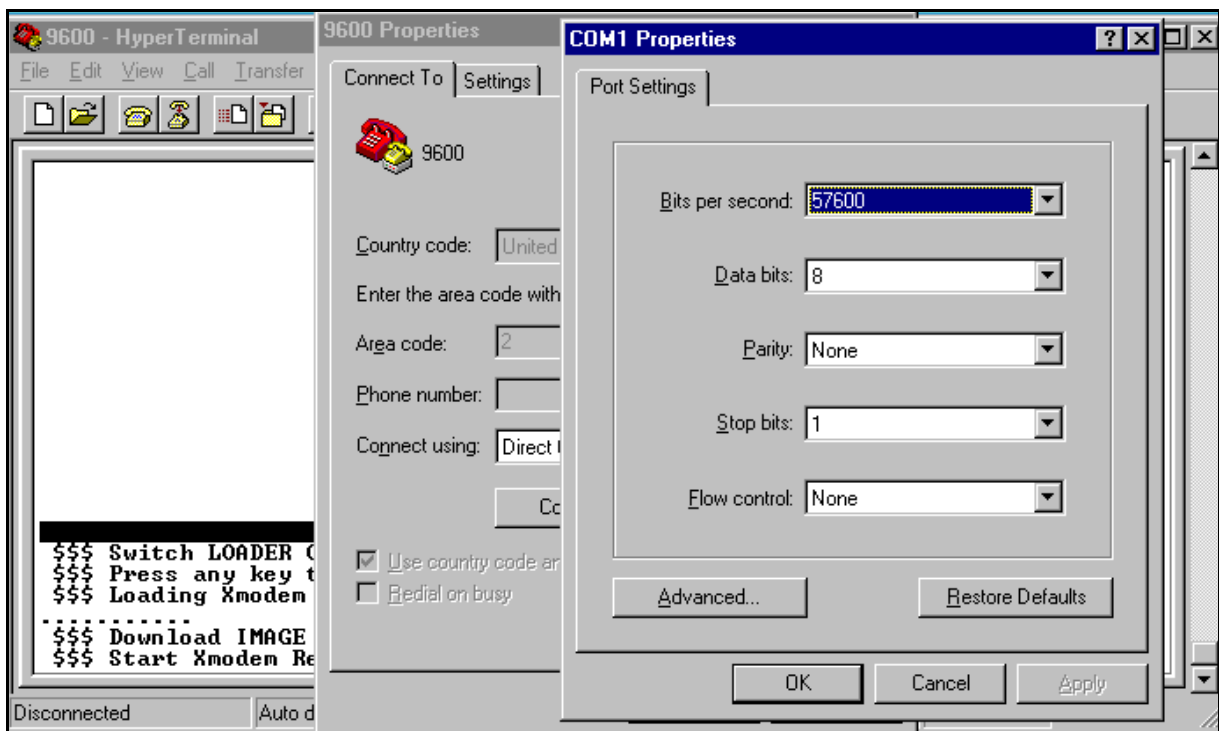 9600 - HyperTerminal
File Edit View Call Transfer
9600 Properties
Connect To Settings
9600
Country code: United
Enter the area code with
Area code: 2
Phone number:
Connect using: Direct
Use country code
Redial on busy
COM1 Properties
Port Settings
Bits per second: 57600
Data bits: 8
Parity: None
Stop bits: 1
Flow control: None
Advanced... Restore Defaults
OK Cancel Apply
$$$ Switch LOADER
$$$ Press any key
$$$ Loading Xmodem
...........
$$$ Download IMAGE
$$$ Start Xmodem
Disconnected Auto